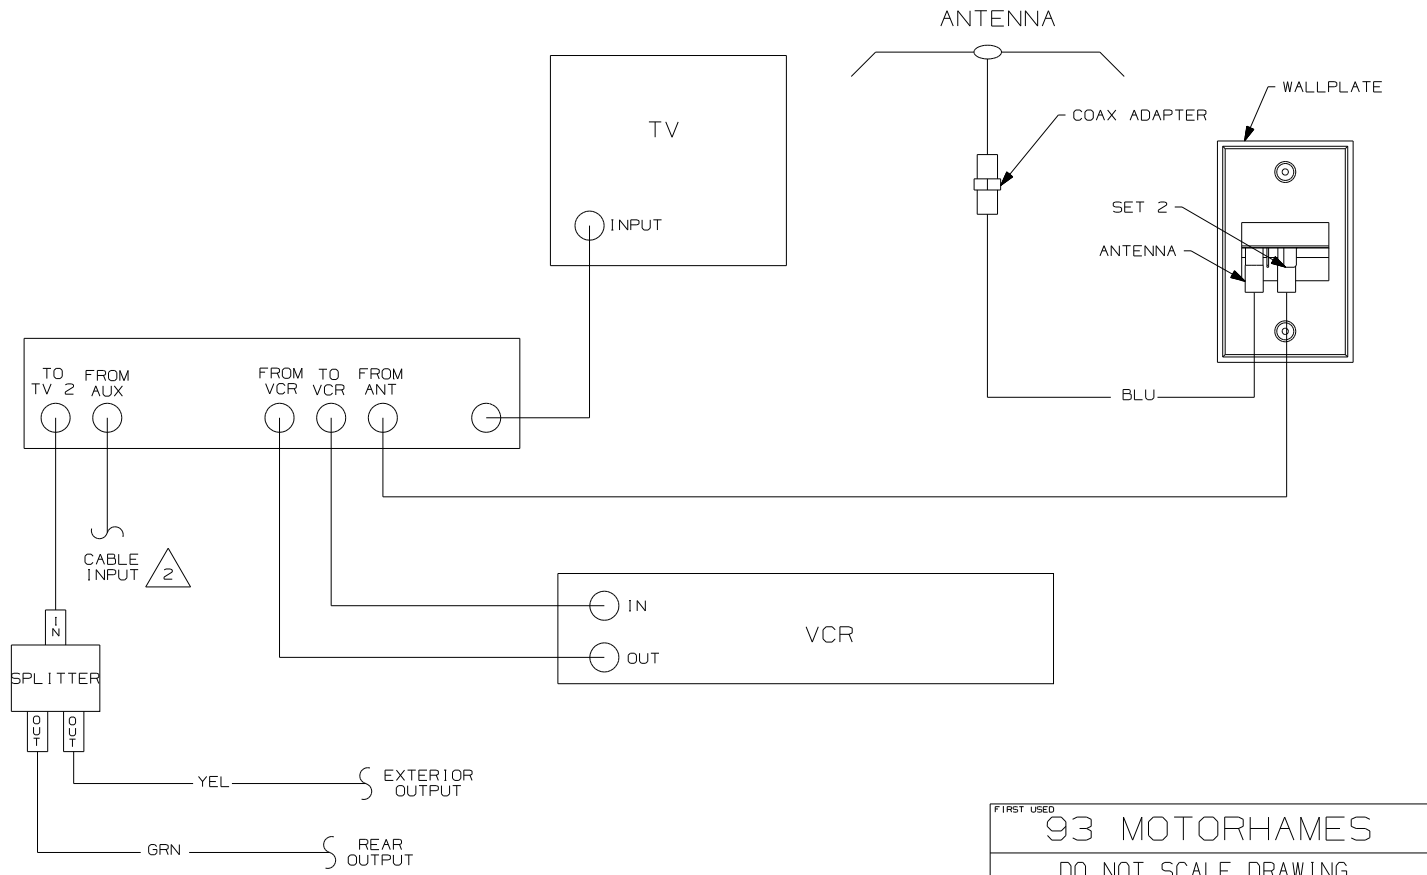 ANTENNA
WALLPLATE
COAX ADAPTER
TV
SET 2
INPUT
ANTENNA
TO
TV 2
FROM
AUX
FROM
VCR
TO
VCR
FROM
ANT
BLU
CABLE
INPUT
2
IN
IN
VCR
OUT
SPLITTER
OUT
OUT
YEL
EXTERIOR
OUTPUT
GRN
REAR
OUTPUT
FIRST USED
93 MOTORHAMES
DO NOT SCALE DRAWING